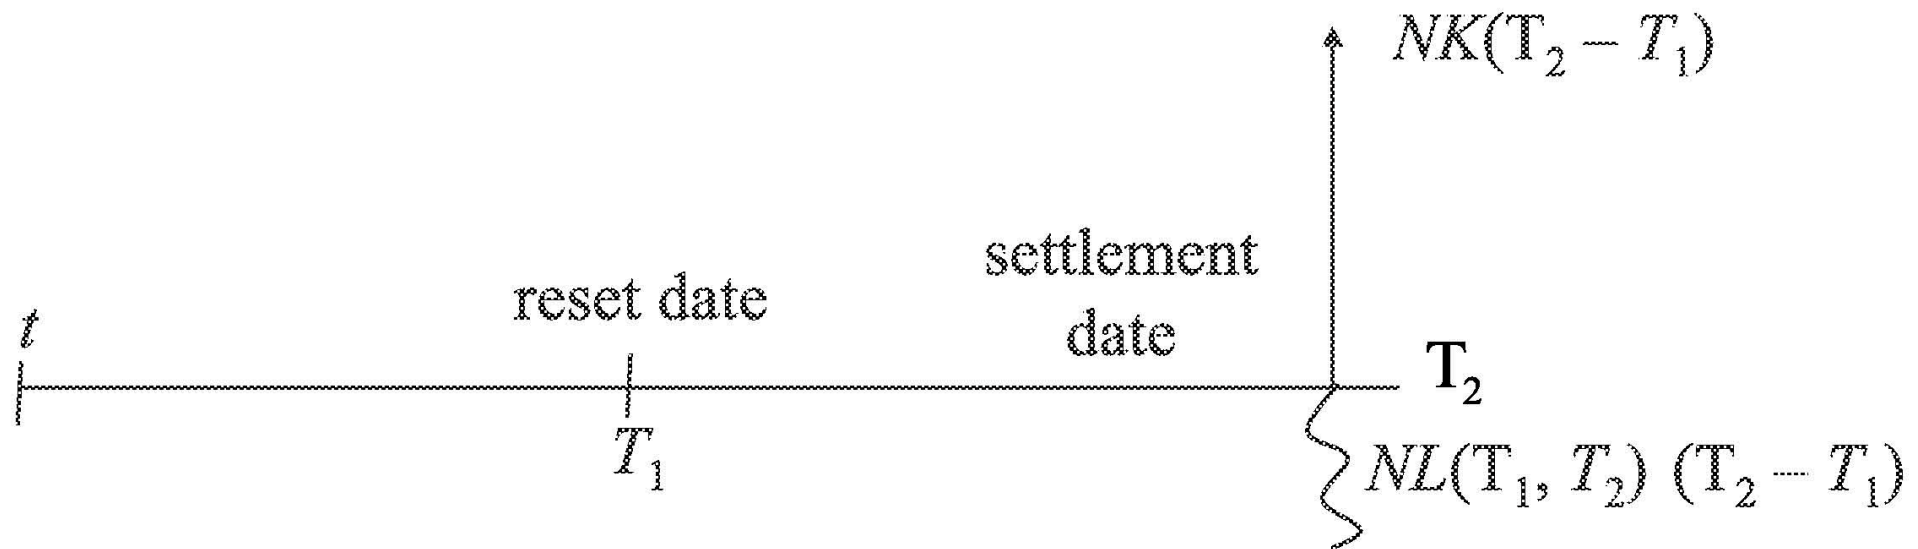 NK(T₂ – T₁)
settlement
date
reset date
t
T₂
T₁
NL(T₁, T₂) (T₂ – T₁)